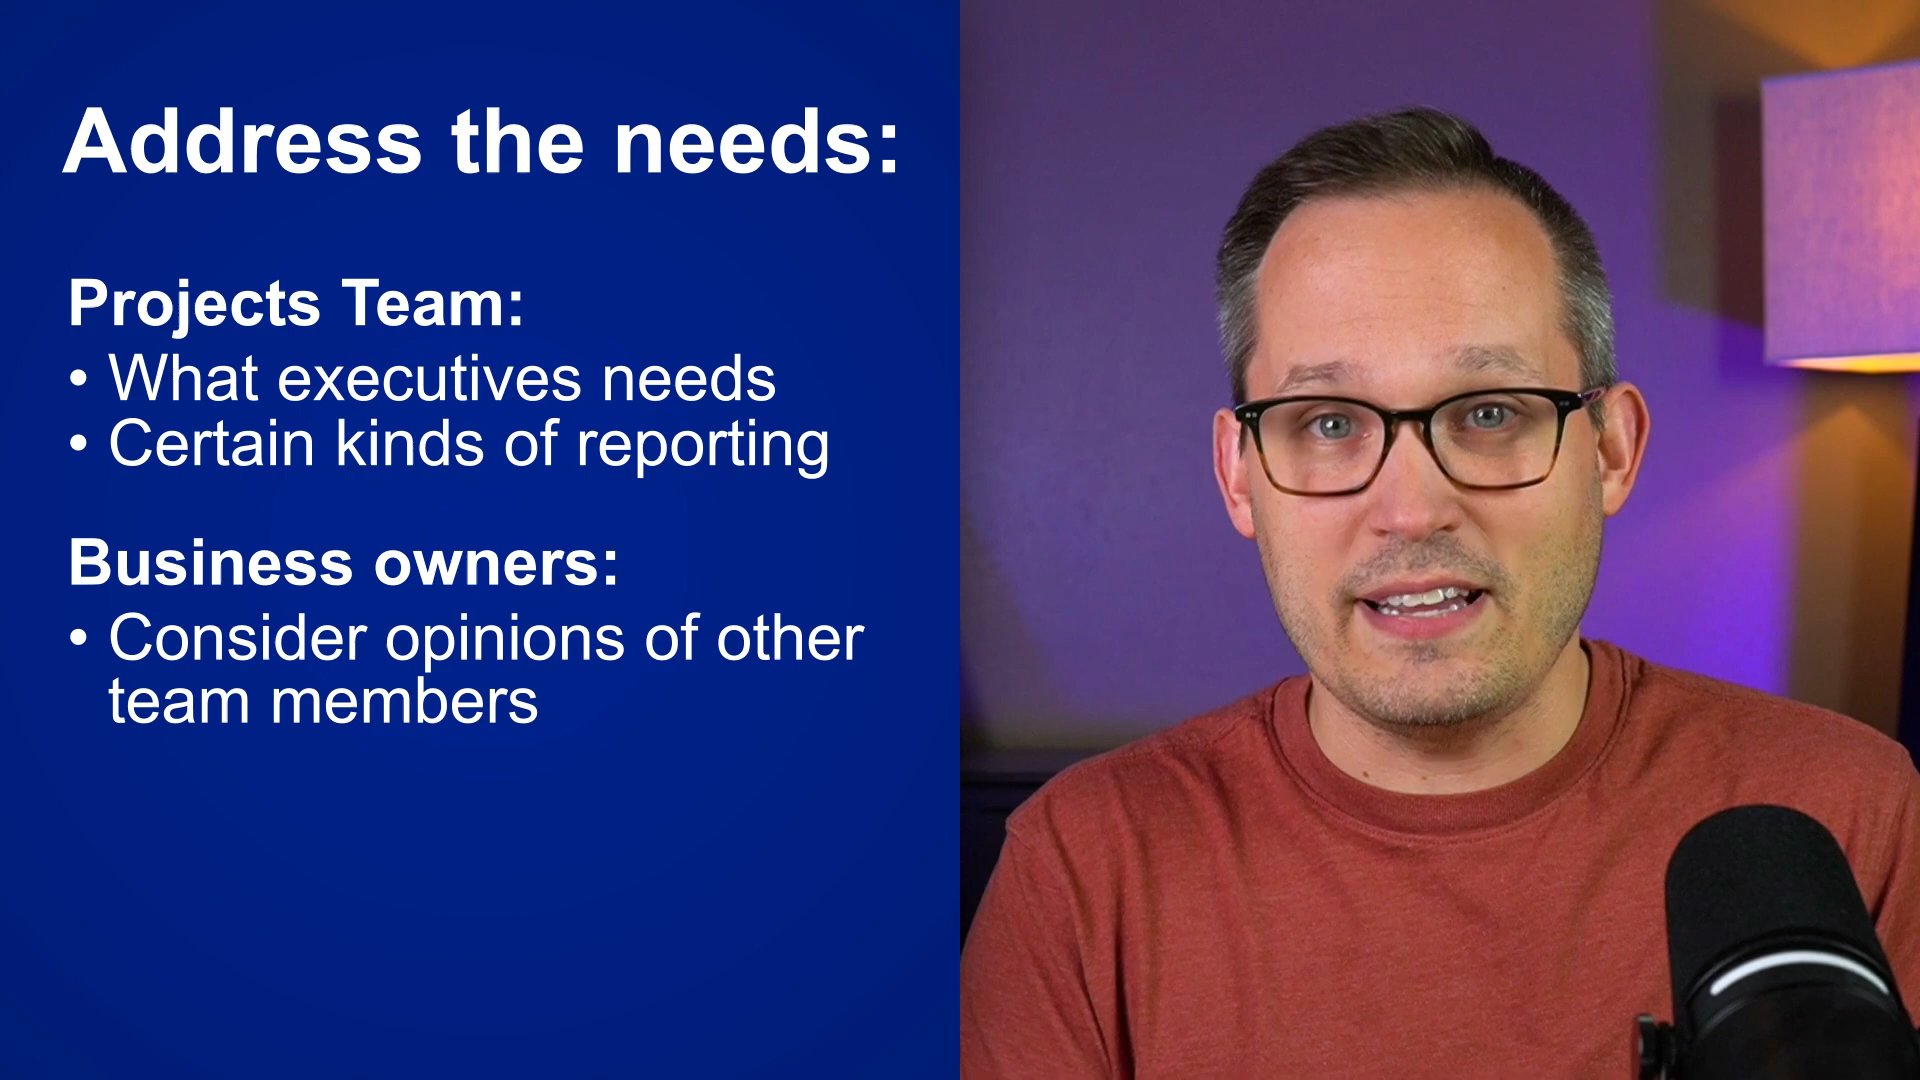 Address the needs:
Projects Team:
• What executives needs
• Certain kinds of reporting
Business owners:
• Consider opinions of other
team members